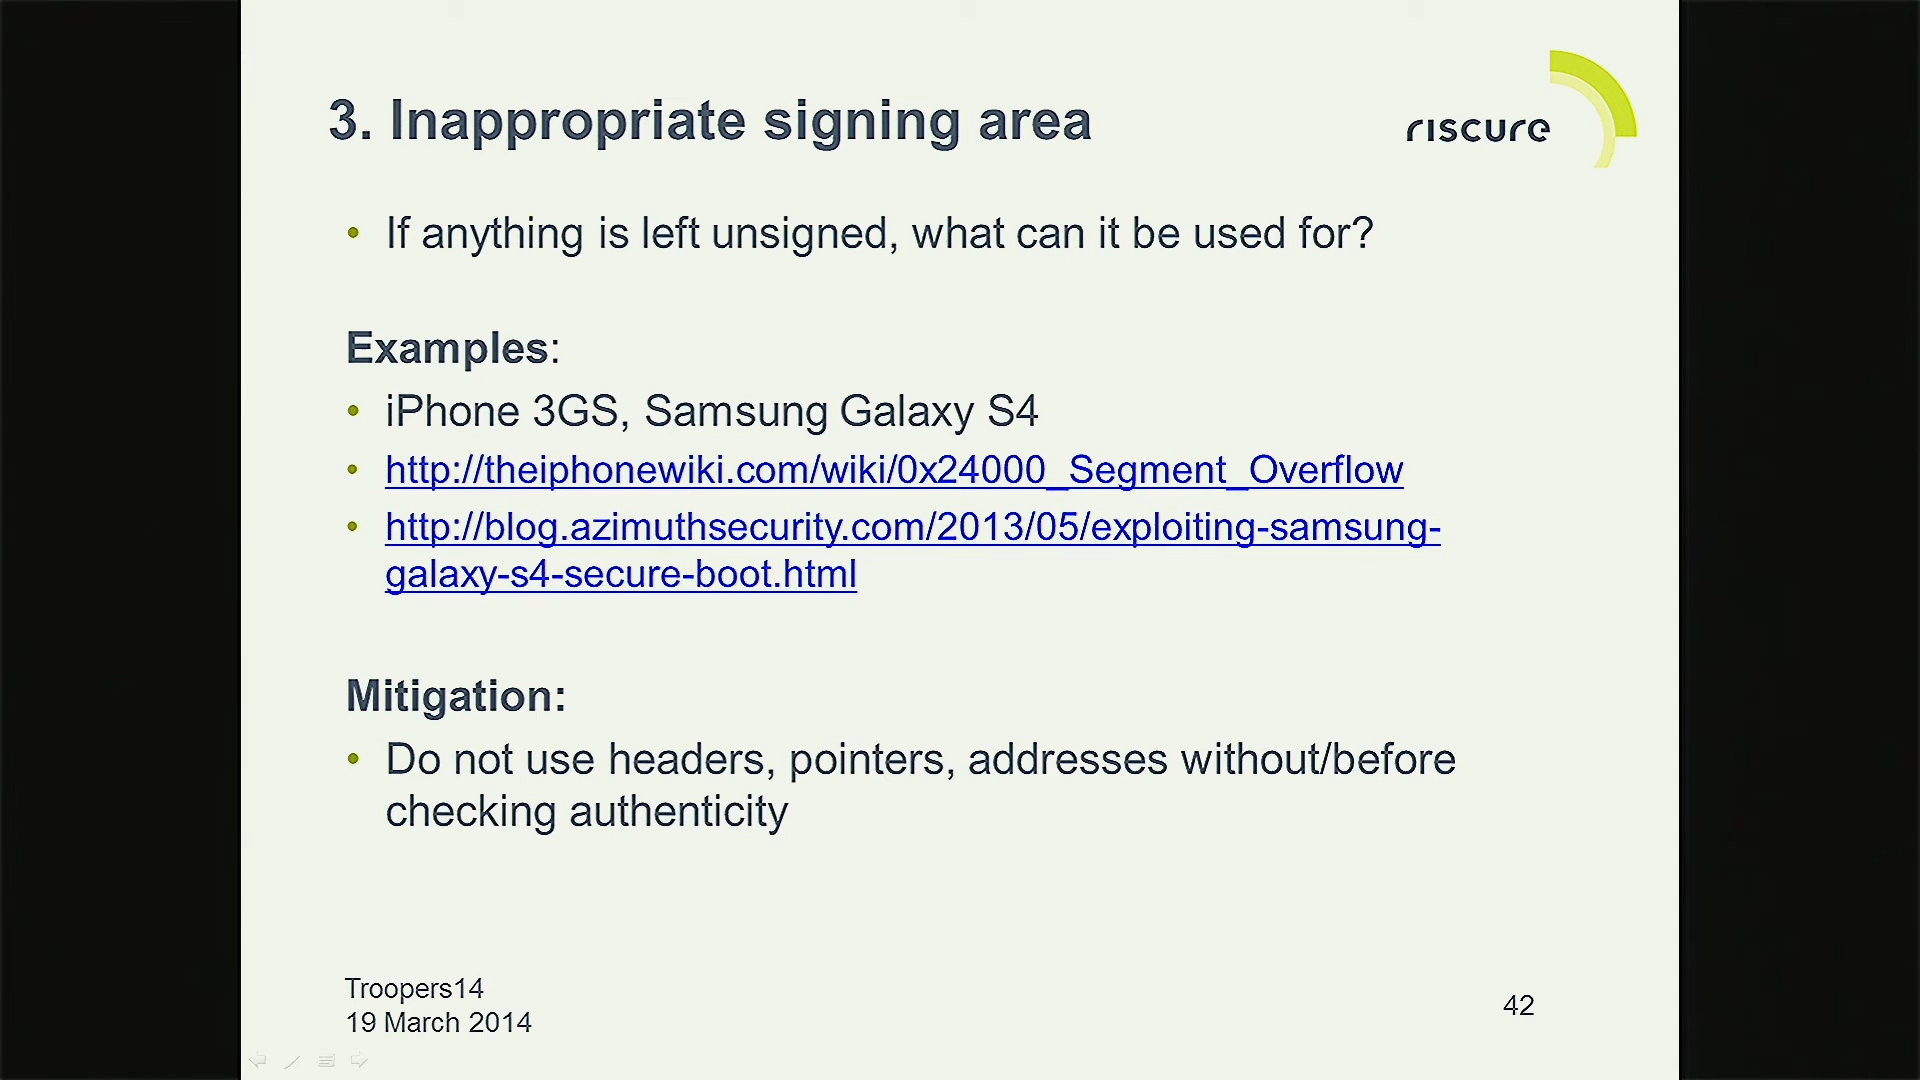 3. Inappropriate signing area
riscure
• If anything is left unsigned, what can it be used for?
Examples:
• iPhone 3GS, Samsung Galaxy S4
• http://theiphonewiki.com/wiki/0x24000_Segment_Overflow
• http://blog.azimuthsecurity.com/2013/05/exploiting-samsung-
galaxy-s4-secure-boot.html
Mitigation:
• Do not use headers, pointers, addresses without/before
checking authenticity
Troopers14
19 March 2014
42